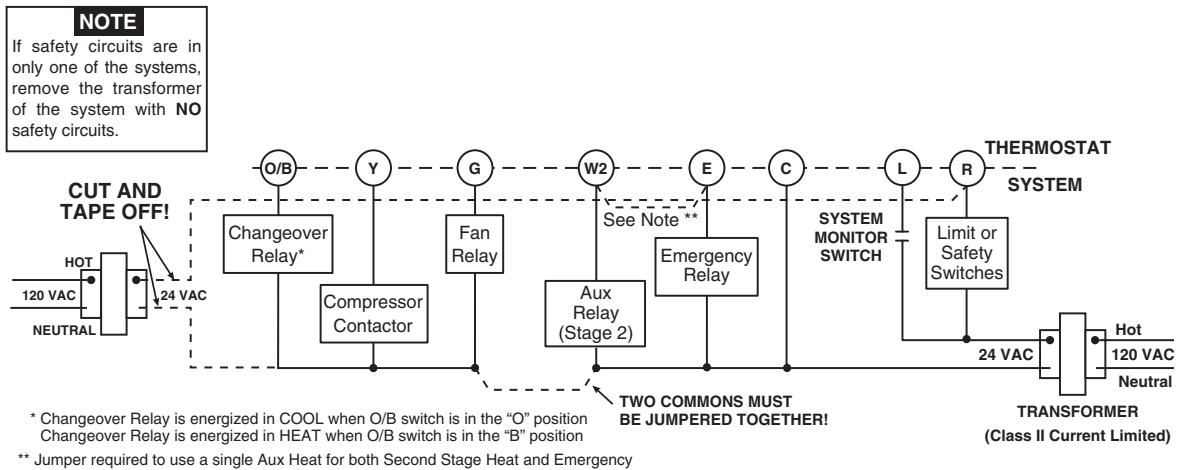 NOTE
If safety circuits are in
only one of the systems,
remove the transformer
of the system with NO
safety circuits.
O/B
Y
G
W2
E
C
L
R
THERMOSTAT
SYSTEM
CUT AND
TAPE OFF!
See Note **
SYSTEM
MONITOR
SWITCH
Changeover
Relay*
Fan
Relay
Emergency
Relay
Limit or
Safety
Switches
HOT
120 VAC
24 VAC
NEUTRAL
Compressor
Contactor
Aux
Relay
(Stage 2)
Hot
24 VAC
120 VAC
Neutral
TWO COMMONS MUST
BE JUMPERED TOGETHER!
TRANSFORMER
(Class II Current Limited)
* Changeover Relay is energized in COOL when O/B switch is in the “O” position
Changeover Relay is energized in HEAT when O/B switch is in the “B” position
** Jumper required to use a single Aux Heat for both Second Stage Heat and Emergency